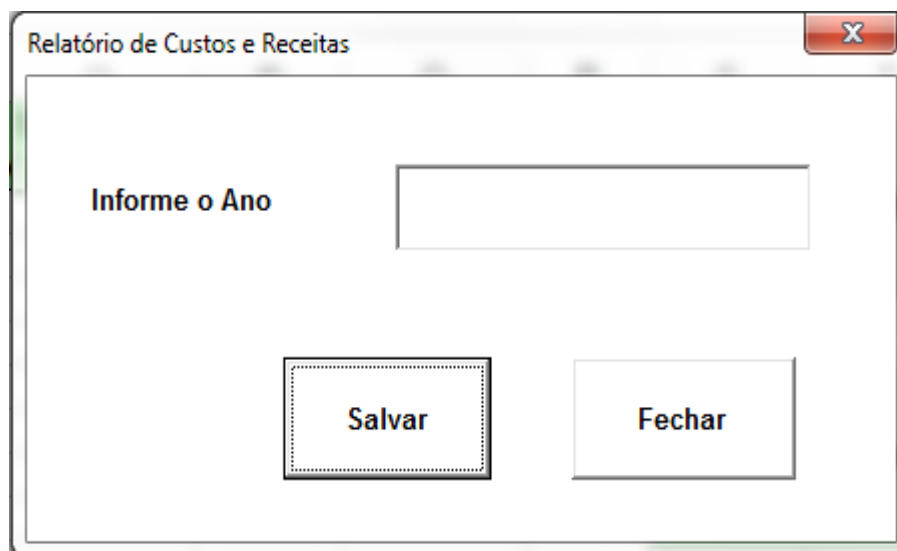 Relatório de Custos e Receitas
Informe o Ano
Salvar
Fechar